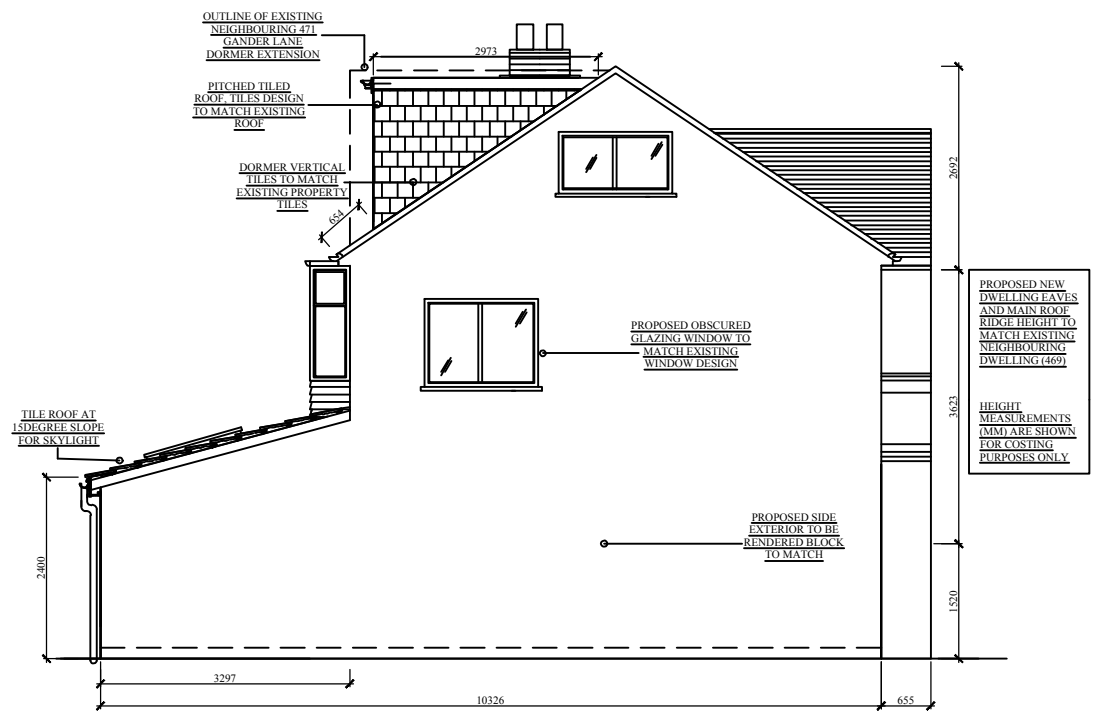 OUTLINE OF EXISTING
NEIGHBOURING 471
GANDER LANE
DORMER EXTENSION
2973
PITCHED TILED
ROOF, TILES DESIGN
TO MATCH EXISTING
ROOF
DORMER VERTICAL
TILES TO MATCH
EXISTING PROPERTY
TILES
654
2692
PROPOSED NEW
DWELLING EAVES
AND MAIN ROOF
RIDGE HEIGHT TO
MATCH EXISTING
NEIGHBOURING
DWELLING (469)
HEIGHT
MEASUREMENTS
(MM) ARE SHOWN
FOR COSTING
PURPOSES ONLY
PROPOSED OBSCURED
GLAZING WINDOW TO
MATCH EXISTING
WINDOW DESIGN
3623
TILE ROOF AT
15DEGREE SLOPE
FOR SKYLIGHT
PROPOSED SIDE
EXTERIOR TO BE
RENDERED BLOCK
TO MATCH
2400
1520
3297
10326
655